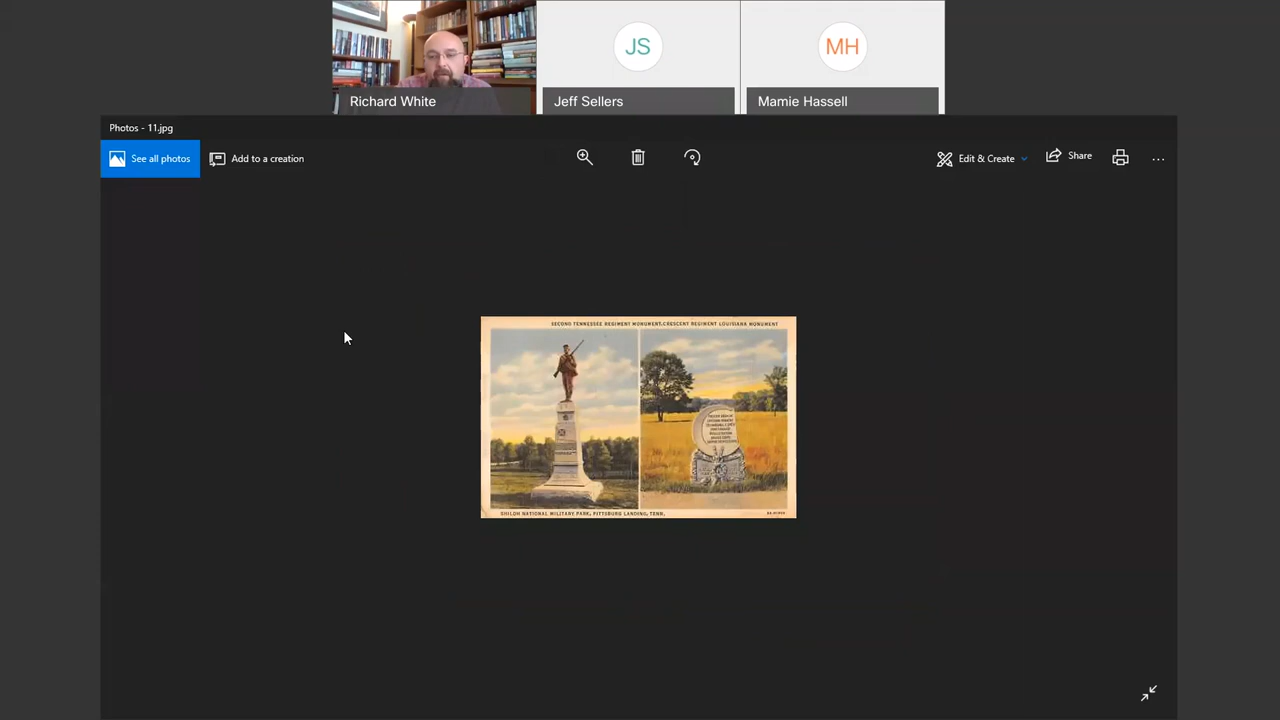 JS
MH
Richard White
Jeff Sellers
Mamie Hassell
Photos - 11.jpg
See all photos
Add to a creation
Edit & Create
Share
SECOND TENNESSEE REGIMENT MONUMENT, CRESCENT REGIMENT LOUISIANA MONUMENT
SHILOH NATIONAL MILITARY PARK, PITTSBURG LANDING, TENN.